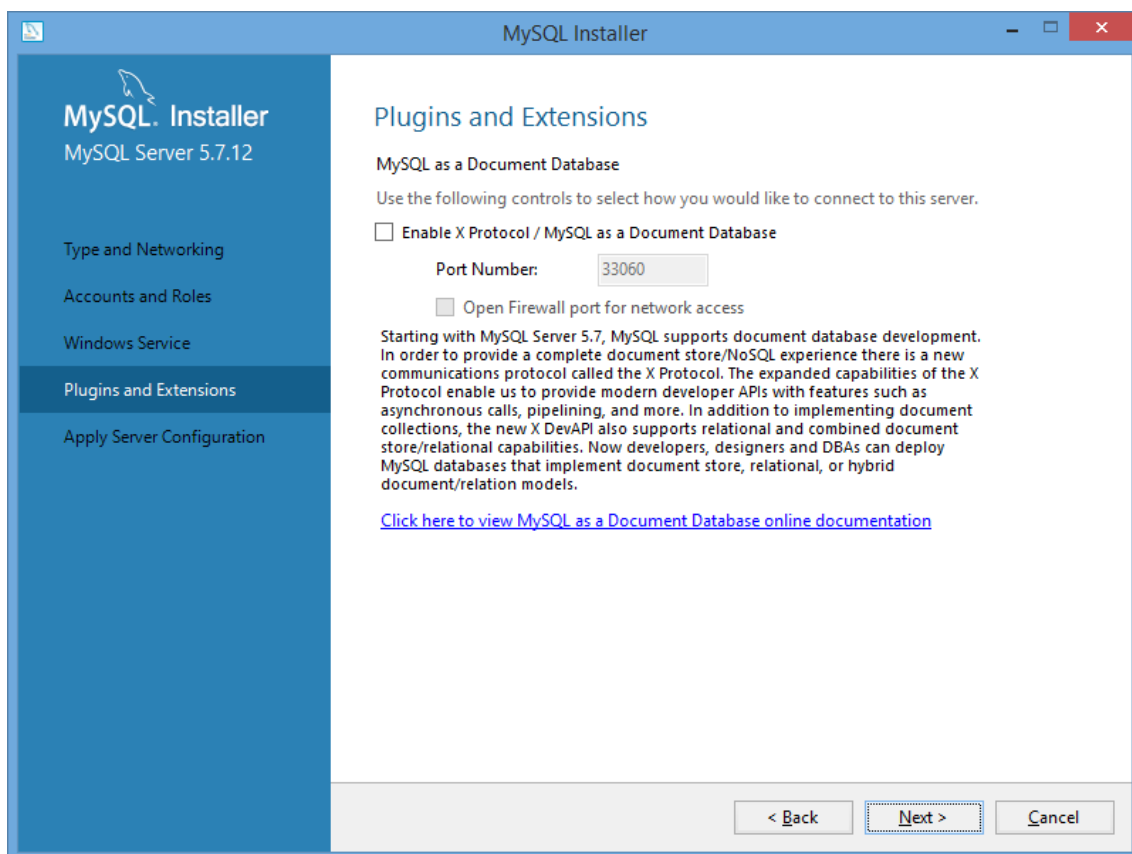 MySQL Installer
MySQL. Installer
MySQL Server 5.7.12
Type and Networking
Accounts and Roles
Windows Service
Plugins and Extensions
Apply Server Configuration
Plugins and Extensions
MySQL as a Document Database
Use the following controls to select how you would like to connect to this server.
Enable X Protocol / MySQL as a Document Database
Port Number: 33060
Open Firewall port for network access
Starting with MySQL Server 5.7, MySQL supports document database development.
In order to provide a complete document store/NoSQL experience there is a new
communications protocol called the X Protocol. The expanded capabilities of the X
Protocol enable us to provide modern developer APIs with features such as
asynchronous calls, pipelining, and more. In addition to implementing document
collections, the new X DevAPI also supports relational and combined document
store/relational capabilities. Now developers, designers and DBAs can deploy
MySQL databases that implement document store, relational, or hybrid
document/relation models.
Click here to view MySQL as a Document Database online documentation
< Back Next > Cancel